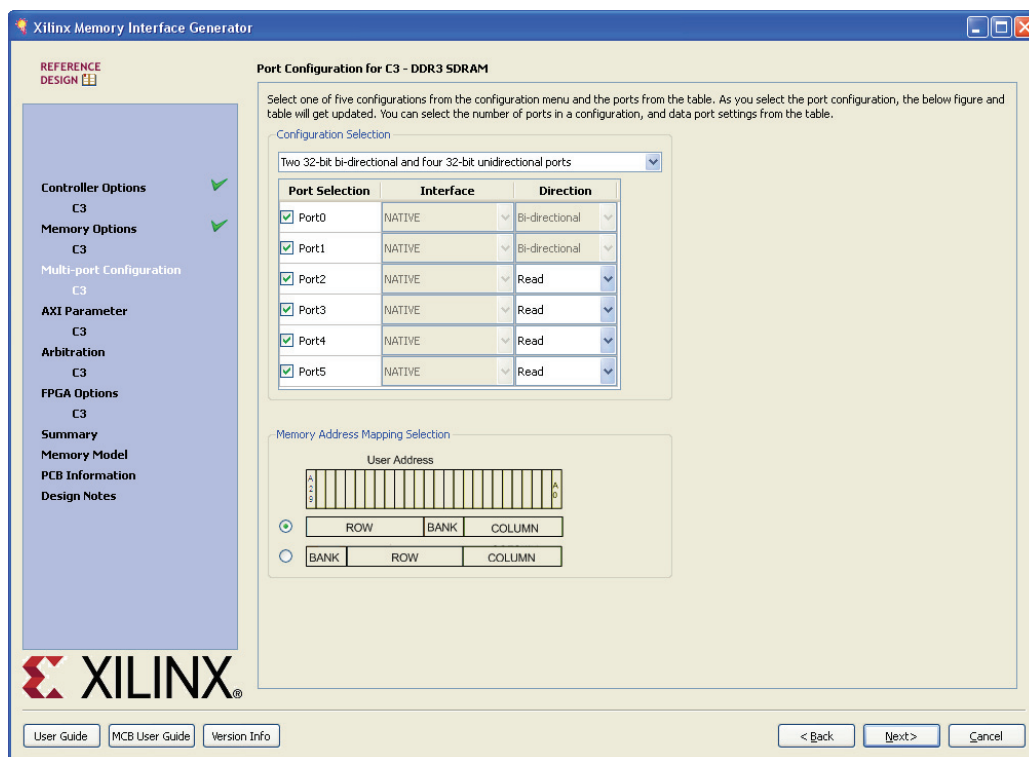 Xilinx Memory Interface Generator
REFERENCE
DESIGN
Controller Options
C3
Memory Options
C3
Multi-port Configuration
C3
AXI Parameter
C3
Arbitration
C3
FPGA Options
C3
Summary
Memory Model
PCB Information
Design Notes
XILINX®
Port Configuration for C3 - DDR3 SDRAM
Select one of five configurations from the configuration menu and the ports from the table. As you select the port configuration, the below figure and
table will get updated. You can select the number of ports in a configuration, and data port settings from the table.
Configuration Selection
Two 32-bit bi-directional and four 32-bit unidirectional ports
Port Selection Interface Direction
Port0 NATIVE Bi-directional
Port1 NATIVE Bi-directional
Port2 NATIVE Read
Port3 NATIVE Read
Port4 NATIVE Read
Port5 NATIVE Read
Memory Address Mapping Selection
User Address
A29 A0
ROW BANK COLUMN
BANK ROW COLUMN
User Guide MCB User Guide Version Info < Back Next> Cancel